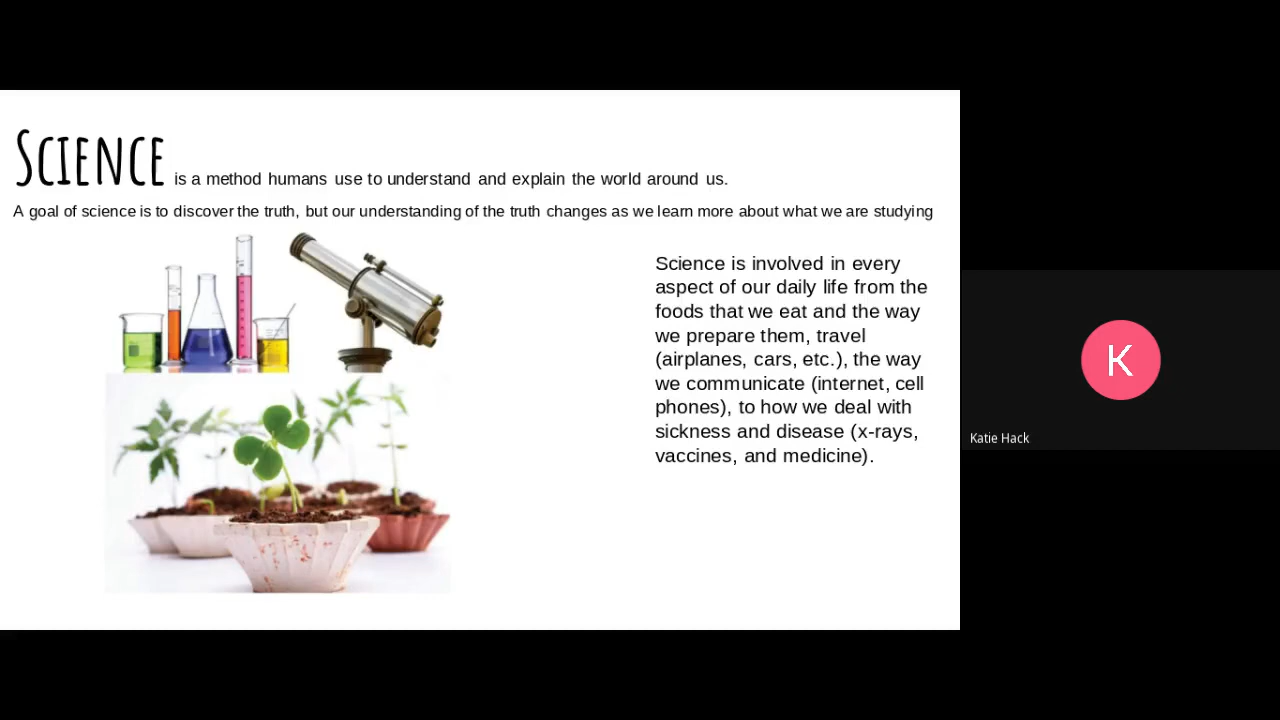 Science is a method humans use to understand and explain the world around us.
A goal of science is to discover the truth, but our understanding of the truth changes as we learn more about what we are studying
Science is involved in every
aspect of our daily life from the
foods that we eat and the way
we prepare them, travel
(airplanes, cars, etc.), the way
we communicate (internet, cell
phones), to how we deal with
sickness and disease (x-rays,
vaccines, and medicine).
K
Katie Hack